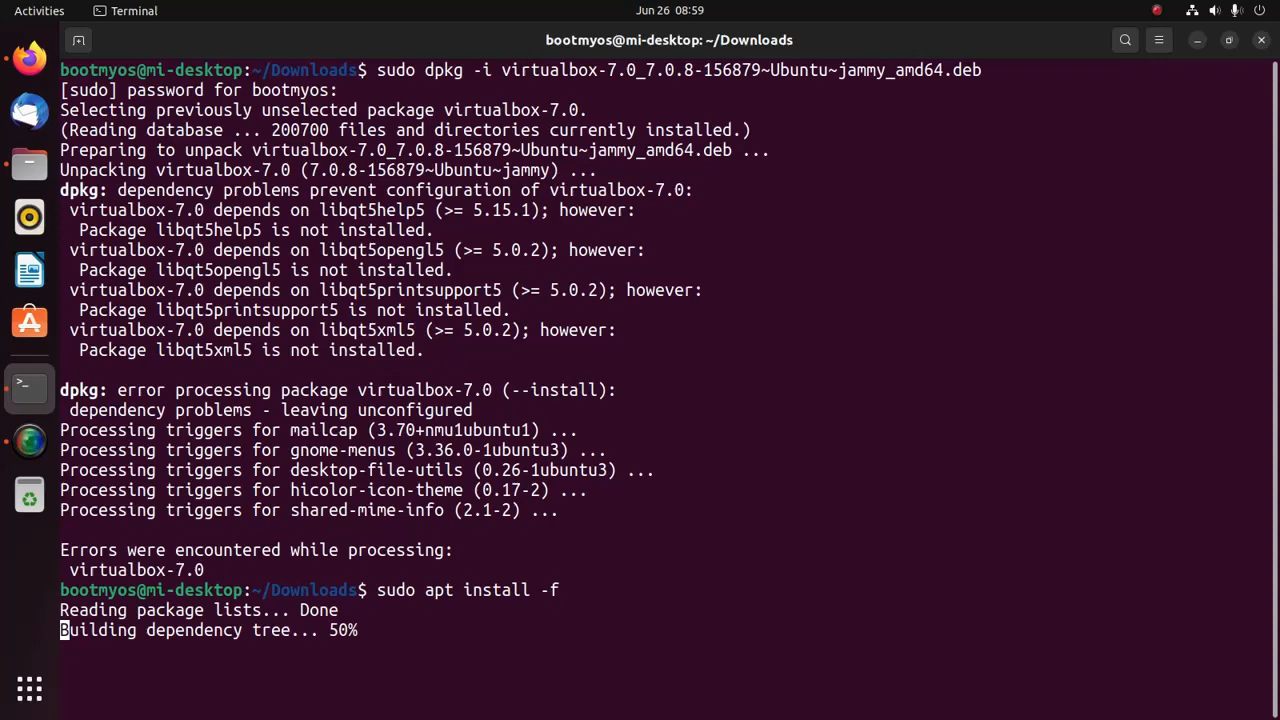 Activities
Terminal
Jun 26 08:59
bootmyos@mi-desktop: ~/Downloads
bootmyos@mi-desktop:~/Downloads$ sudo dpkg -i virtualbox-7.0_7.0.8-156879~Ubuntu~jammy_amd64.deb
[sudo] password for bootmyos:
Selecting previously unselected package virtualbox-7.0.
(Reading database ... 200700 files and directories currently installed.)
Preparing to unpack virtualbox-7.0_7.0.8-156879~Ubuntu~jammy_amd64.deb ...
Unpacking virtualbox-7.0 (7.0.8-156879~Ubuntu~jammy) ...
dpkg: dependency problems prevent configuration of virtualbox-7.0:
 virtualbox-7.0 depends on libqt5help5 (>= 5.15.1); however:
  Package libqt5help5 is not installed.
 virtualbox-7.0 depends on libqt5opengl5 (>= 5.0.2); however:
  Package libqt5opengl5 is not installed.
 virtualbox-7.0 depends on libqt5printsupport5 (>= 5.0.2); however:
  Package libqt5printsupport5 is not installed.
 virtualbox-7.0 depends on libqt5xml5 (>= 5.0.2); however:
  Package libqt5xml5 is not installed.

dpkg: error processing package virtualbox-7.0 (--install):
 dependency problems - leaving unconfigured
Processing triggers for mailcap (3.70+nmu1ubuntu1) ...
Processing triggers for gnome-menus (3.36.0-1ubuntu3) ...
Processing triggers for desktop-file-utils (0.26-1ubuntu3) ...
Processing triggers for hicolor-icon-theme (0.17-2) ...
Processing triggers for shared-mime-info (2.1-2) ...

Errors were encountered while processing:
 virtualbox-7.0
bootmyos@mi-desktop:~/Downloads$ sudo apt install -f
Reading package lists... Done
Building dependency tree... 50%